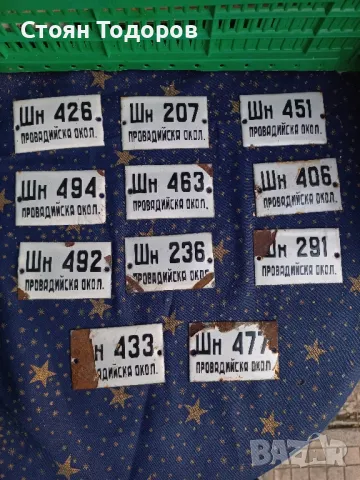 Стоян Тодоров
Шн 426
ПРОВАДИЙСКА ОКОЛ.
Шн 207
ПРОВАДИЙСКА ОКОЛ.
Шн 451
ПРОВАДИЙСКА ОКОЛ.
Шн 494
ПРОВАДИЙСКА ОКОЛ.
Шн 463
ПРОВАДИЙСКА ОКОЛ.
Шн 406
ПРОВАДИЙСКА ОКОЛ.
Шн 492
ПРОВАДИЙСКА ОКОЛ.
Шн 236
ПРОВАДИЙСКА ОКОЛ
Шн 291
ПРОВАДИЙСКА ОКОЛ.
н 433
АДИЙСКА ОКОЛ.
Шн 477
ПРОВАДИЙСКА ОКОЛ.
BAZAR